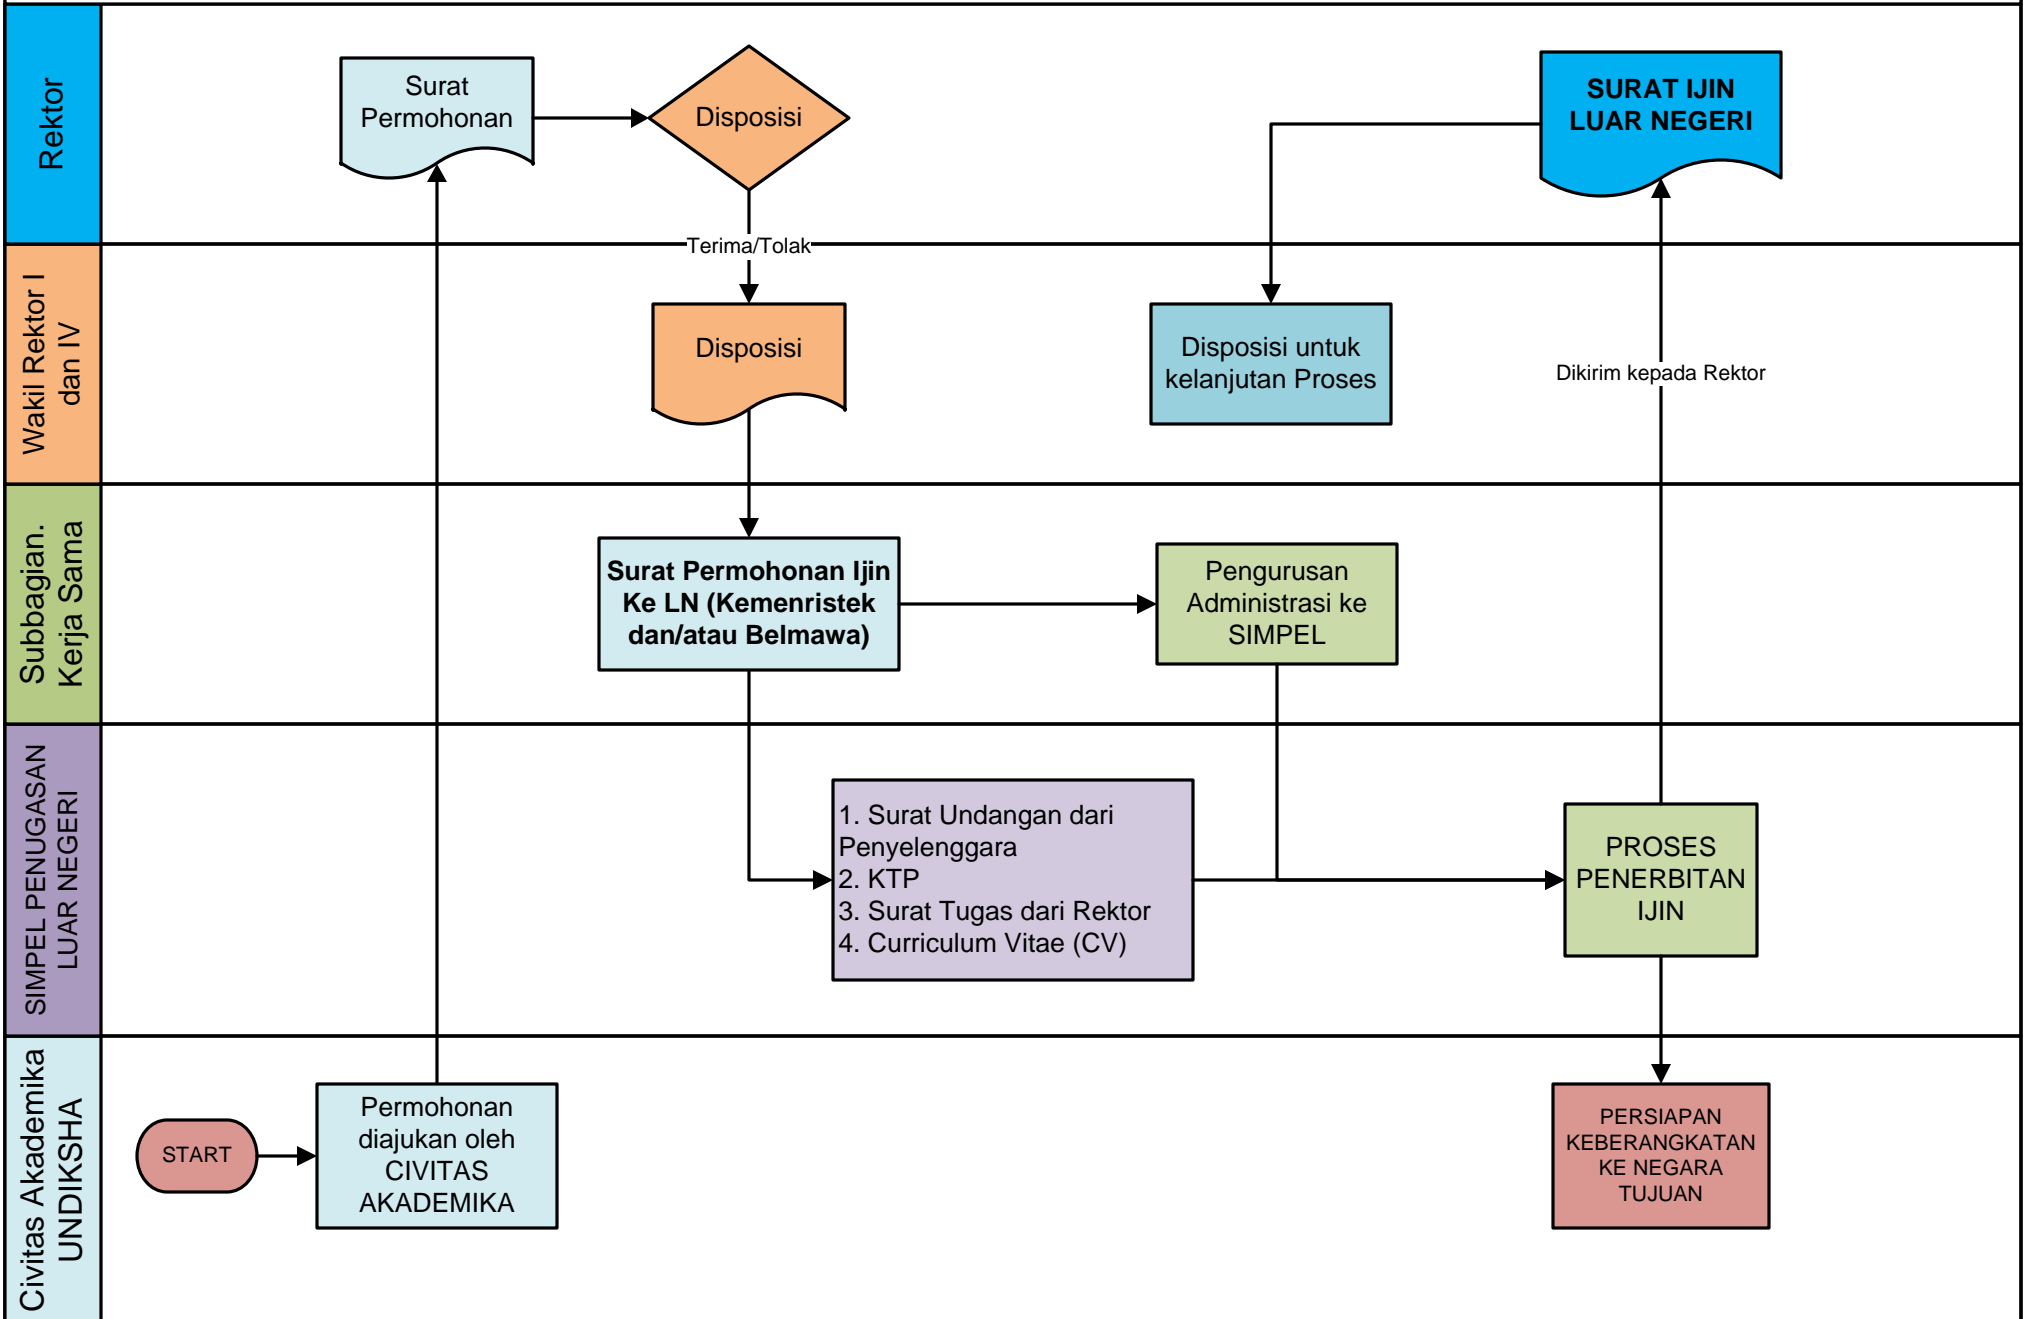 Rektor
Surat
Permohonan
Disposisi
SURAT IJIN
LUAR NEGERI
Terima/Tolak
Wakil Rektor I
dan IV
Disposisi
Disposisi untuk
kelanjutan Proses
Dikirim kepada Rektor
Subbagian.
Kerja Sama
Surat Permohonan Ijin
Ke LN (Kemenristek
dan/atau Belmawa)
Pengurusan
Administrasi ke
SIMPEL
SIMPEL PENUGASAN
LUAR NEGERI
1. Surat Undangan dari
Penyelenggara
2. KTP
3. Surat Tugas dari Rektor
4. Curriculum Vitae (CV)
PROSES
PENERBITAN
IJIN
Civitas Akademika
UNDIKSHA
START
Permohonan
diajukan oleh
CIVITAS
AKADEMIKA
PERSIAPAN
KEBERANGKATAN
KE NEGARA
TUJUAN